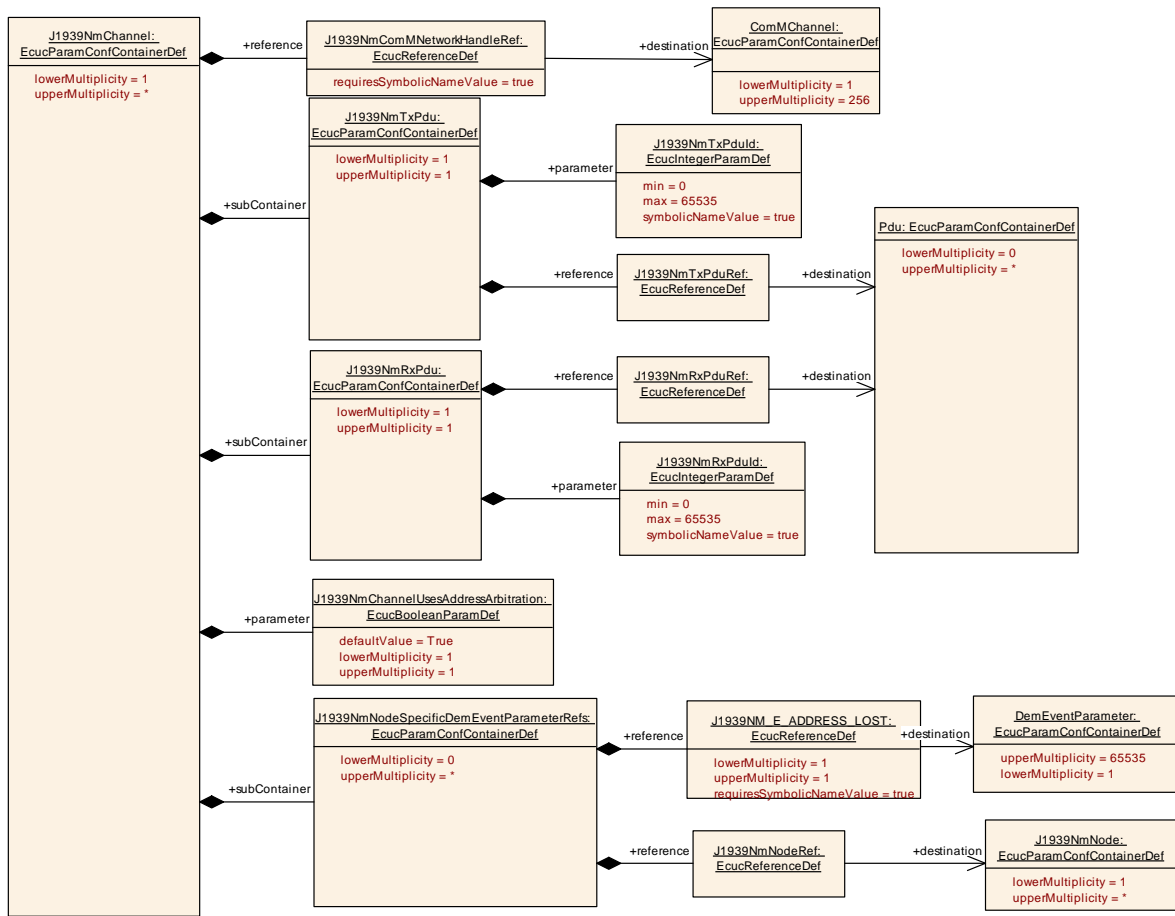 J1939NmChannel:
EcucParamConfContainerDef
lowerMultiplicity = 1
upperMultiplicity = *
+reference
J1939NmComMNetworkHandleRef:
EcucReferenceDef
requiresSymbolicNameValue = true
+destination
ComMChannel:
EcucParamConfContainerDef
lowerMultiplicity = 1
upperMultiplicity = 256
+subContainer
J1939NmTxPdu:
EcucParamConfContainerDef
lowerMultiplicity = 1
upperMultiplicity = 1
+parameter
J1939NmTxPduId:
EcucIntegerParamDef
min = 0
max = 65535
symbolicNameValue = true
+reference
J1939NmTxPduRef:
EcucReferenceDef
+destination
Pdu: EcucParamConfContainerDef
lowerMultiplicity = 0
upperMultiplicity = *
+subContainer
J1939NmRxPdu:
EcucParamConfContainerDef
lowerMultiplicity = 1
upperMultiplicity = 1
+reference
J1939NmRxPduRef:
EcucReferenceDef
+destination
+parameter
J1939NmRxPduId:
EcucIntegerParamDef
min = 0
max = 65535
symbolicNameValue = true
+parameter
J1939NmChannelUsesAddressArbitration:
EcucBooleanParamDef
defaultValue = True
lowerMultiplicity = 1
upperMultiplicity = 1
+subContainer
J1939NmNodeSpecificDemEventParameterRefs:
EcucParamConfContainerDef
lowerMultiplicity = 0
upperMultiplicity = *
+reference
J1939NM_E_ADDRESS_LOST:
EcucReferenceDef
lowerMultiplicity = 1
upperMultiplicity = 1
requiresSymbolicNameValue = true
+destination
DemEventParameter:
EcucParamConfContainerDef
upperMultiplicity = 65535
lowerMultiplicity = 1
+reference
J1939NmNodeRef:
EcucReferenceDef
+destination
J1939NmNode:
EcucParamConfContainerDef
lowerMultiplicity = 1
upperMultiplicity = *